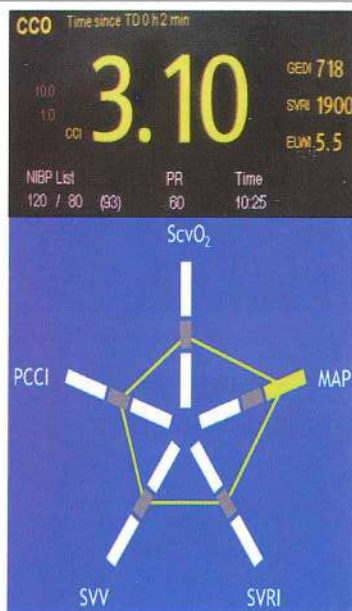 CCO Time since TD 0 h 2 min
GEDI 718
10.0
1.0
CCI 3.10
SVRI 1900
ELWI 5.5
NIBP List PR Time
120 / 80 (93) 60 10:25
ScvO₂
PCCI MAP
SVV SVRI